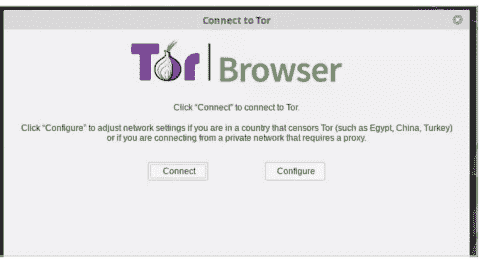 Connect to Tor
Tor Browser
Click "Connect" to connect to Tor.
Click "Configure" to adjust network settings if you are in a country that censors Tor (such as Egypt, China, Turkey)
or if you are connecting from a private network that requires a proxy.
Connect Configure